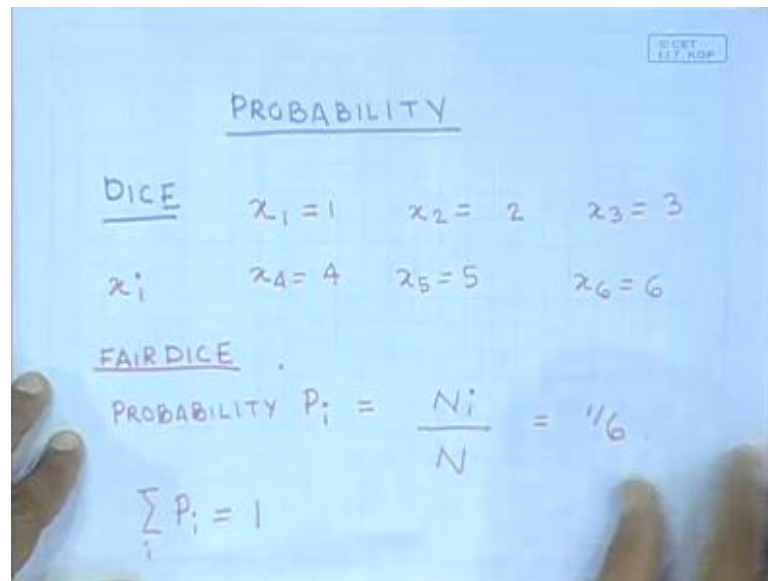 © CET
I.I.T. KGP
PROBABILITY
DICE x₁ = 1 x₂ = 2 x₃ = 3
xᵢ x₄ = 4 x₅ = 5 x₆ = 6
FAIR DICE .
PROBABILITY Pᵢ = Nᵢ / N = 1/6
∑ᵢ Pᵢ = 1